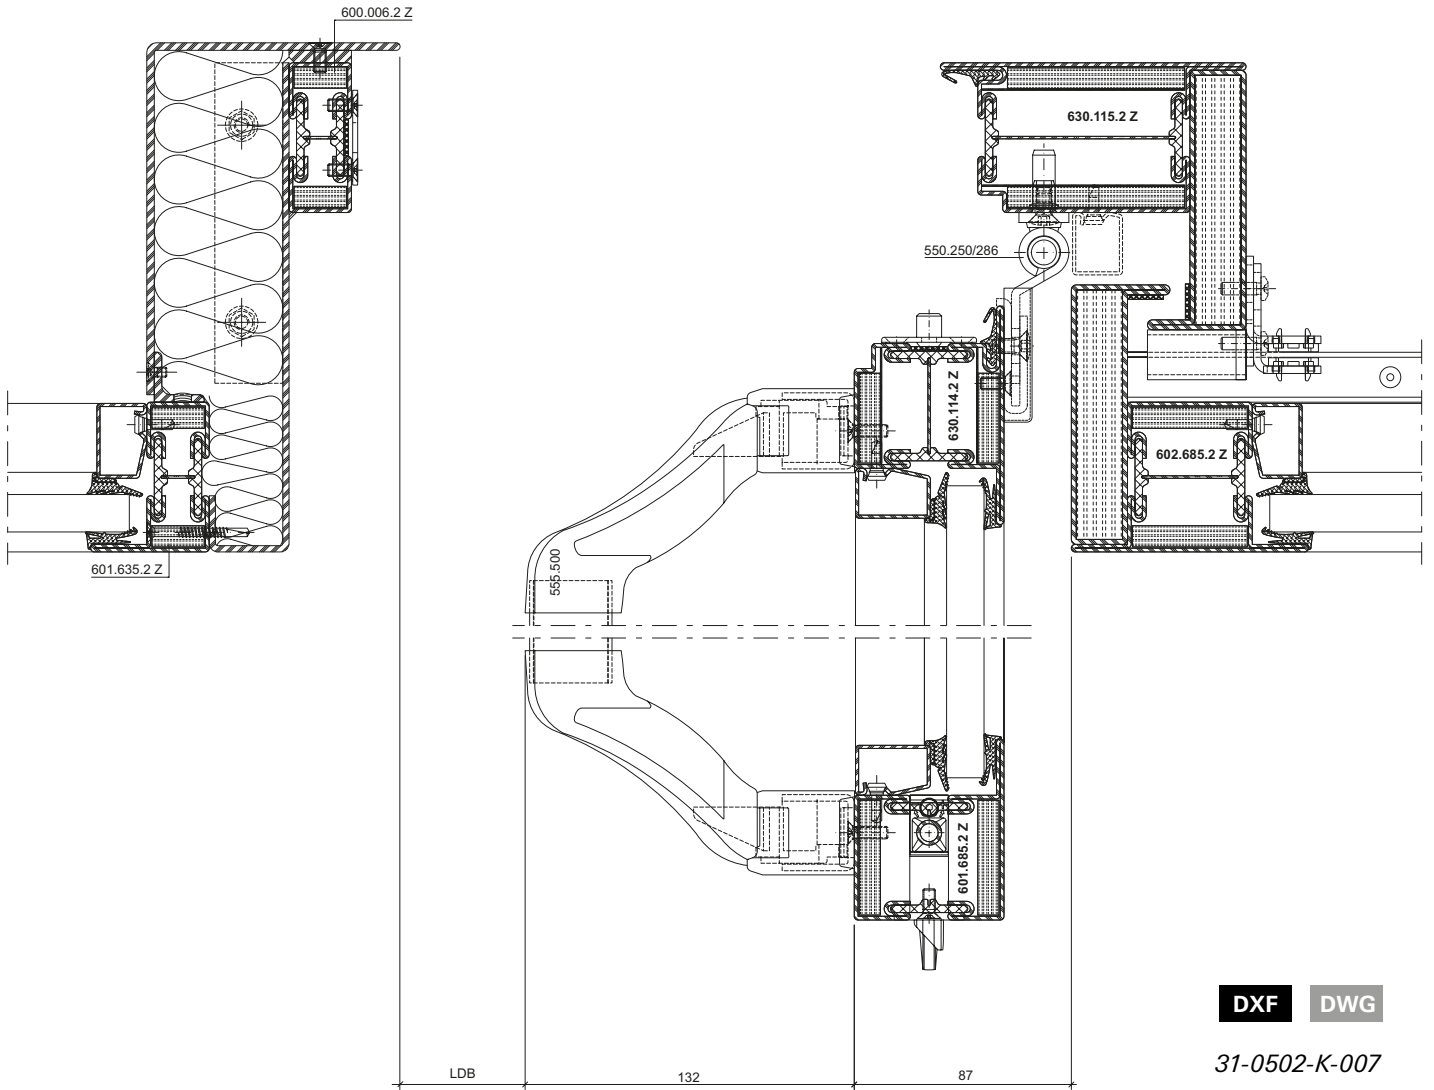 600.006.2 Z
630.115.2 Z
550.250/286
630.114.2 Z
602.685.2 Z
601.635.2 Z
555.500
601.685.2 Z
DXF DWG
31-0502-K-007
LDB 132 87